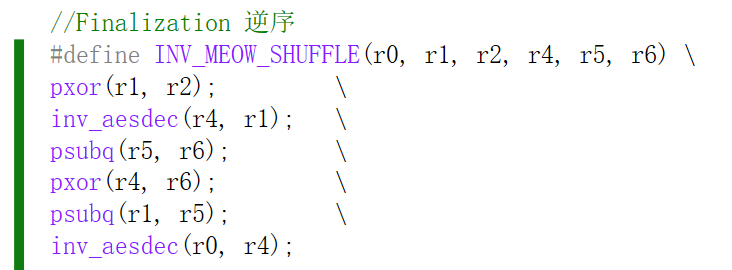 //Finalization 逆序
#define INV_MEOW_SHUFFLE(r0, r1, r2, r4, r5, r6) \
pxor(r1, r2); \
inv_aesdec(r4, r1); \
psubq(r5, r6); \
pxor(r4, r6); \
psubq(r1, r5); \
inv_aesdec(r0, r4);